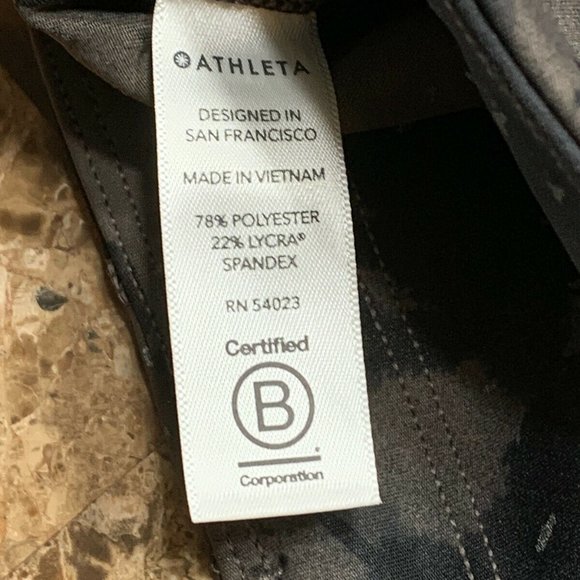 ATHLETA
DESIGNED IN
SAN FRANCISCO
MADE IN VIETNAM
78% POLYESTER
22% LYCRA®
SPANDEX
RN 54023
Certified
B
®
Corporation